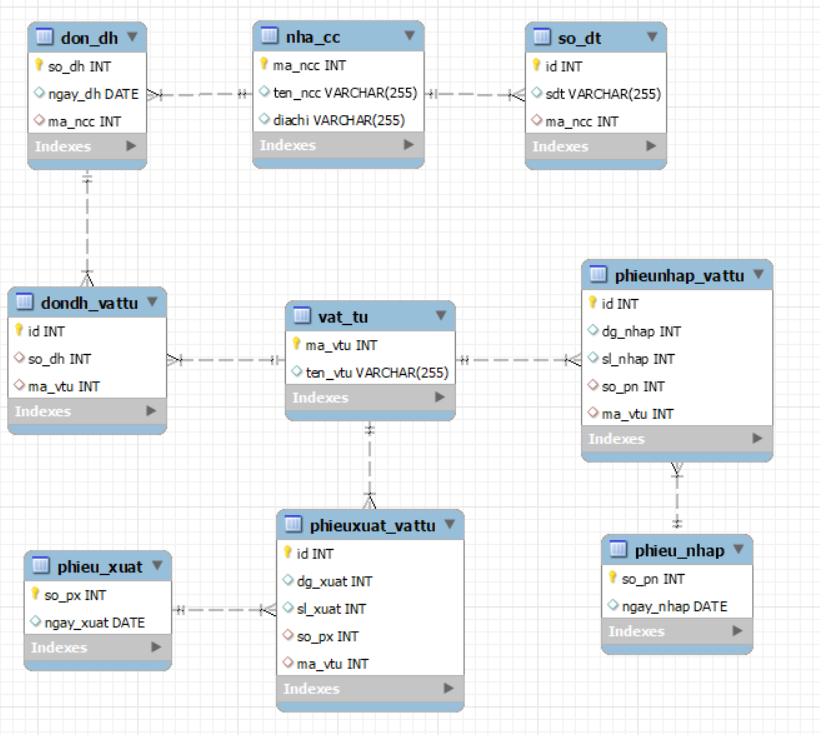 don_dh
so_dh INT
ngay_dh DATE
ma_ncc INT
Indexes
nha_cc
ma_ncc INT
ten_ncc VARCHAR(255)
diachi VARCHAR(255)
Indexes
so_dt
id INT
sdt VARCHAR(255)
ma_ncc INT
Indexes
dondh_vattu
id INT
so_dh INT
ma_vtu INT
Indexes
vat_tu
ma_vtu INT
ten_vtu VARCHAR(255)
Indexes
phieunhap_vattu
id INT
dg_nhap INT
sl_nhap INT
so_pn INT
ma_vtu INT
Indexes
phieu_xuat
so_px INT
ngay_xuat DATE
Indexes
phieuxuat_vattu
id INT
dg_xuat INT
sl_xuat INT
so_px INT
ma_vtu INT
Indexes
phieu_nhap
so_pn INT
ngay_nhap DATE
Indexes